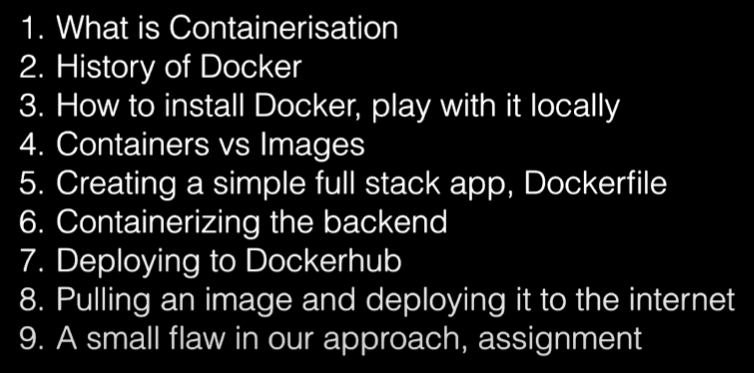 1. What is Containerisation
2. History of Docker
3. How to install Docker, play with it locally
4. Containers vs Images
5. Creating a simple full stack app, Dockerfile
6. Containerizing the backend
7. Deploying to Dockerhub
8. Pulling an image and deploying it to the internet
9. A small flaw in our approach, assignment